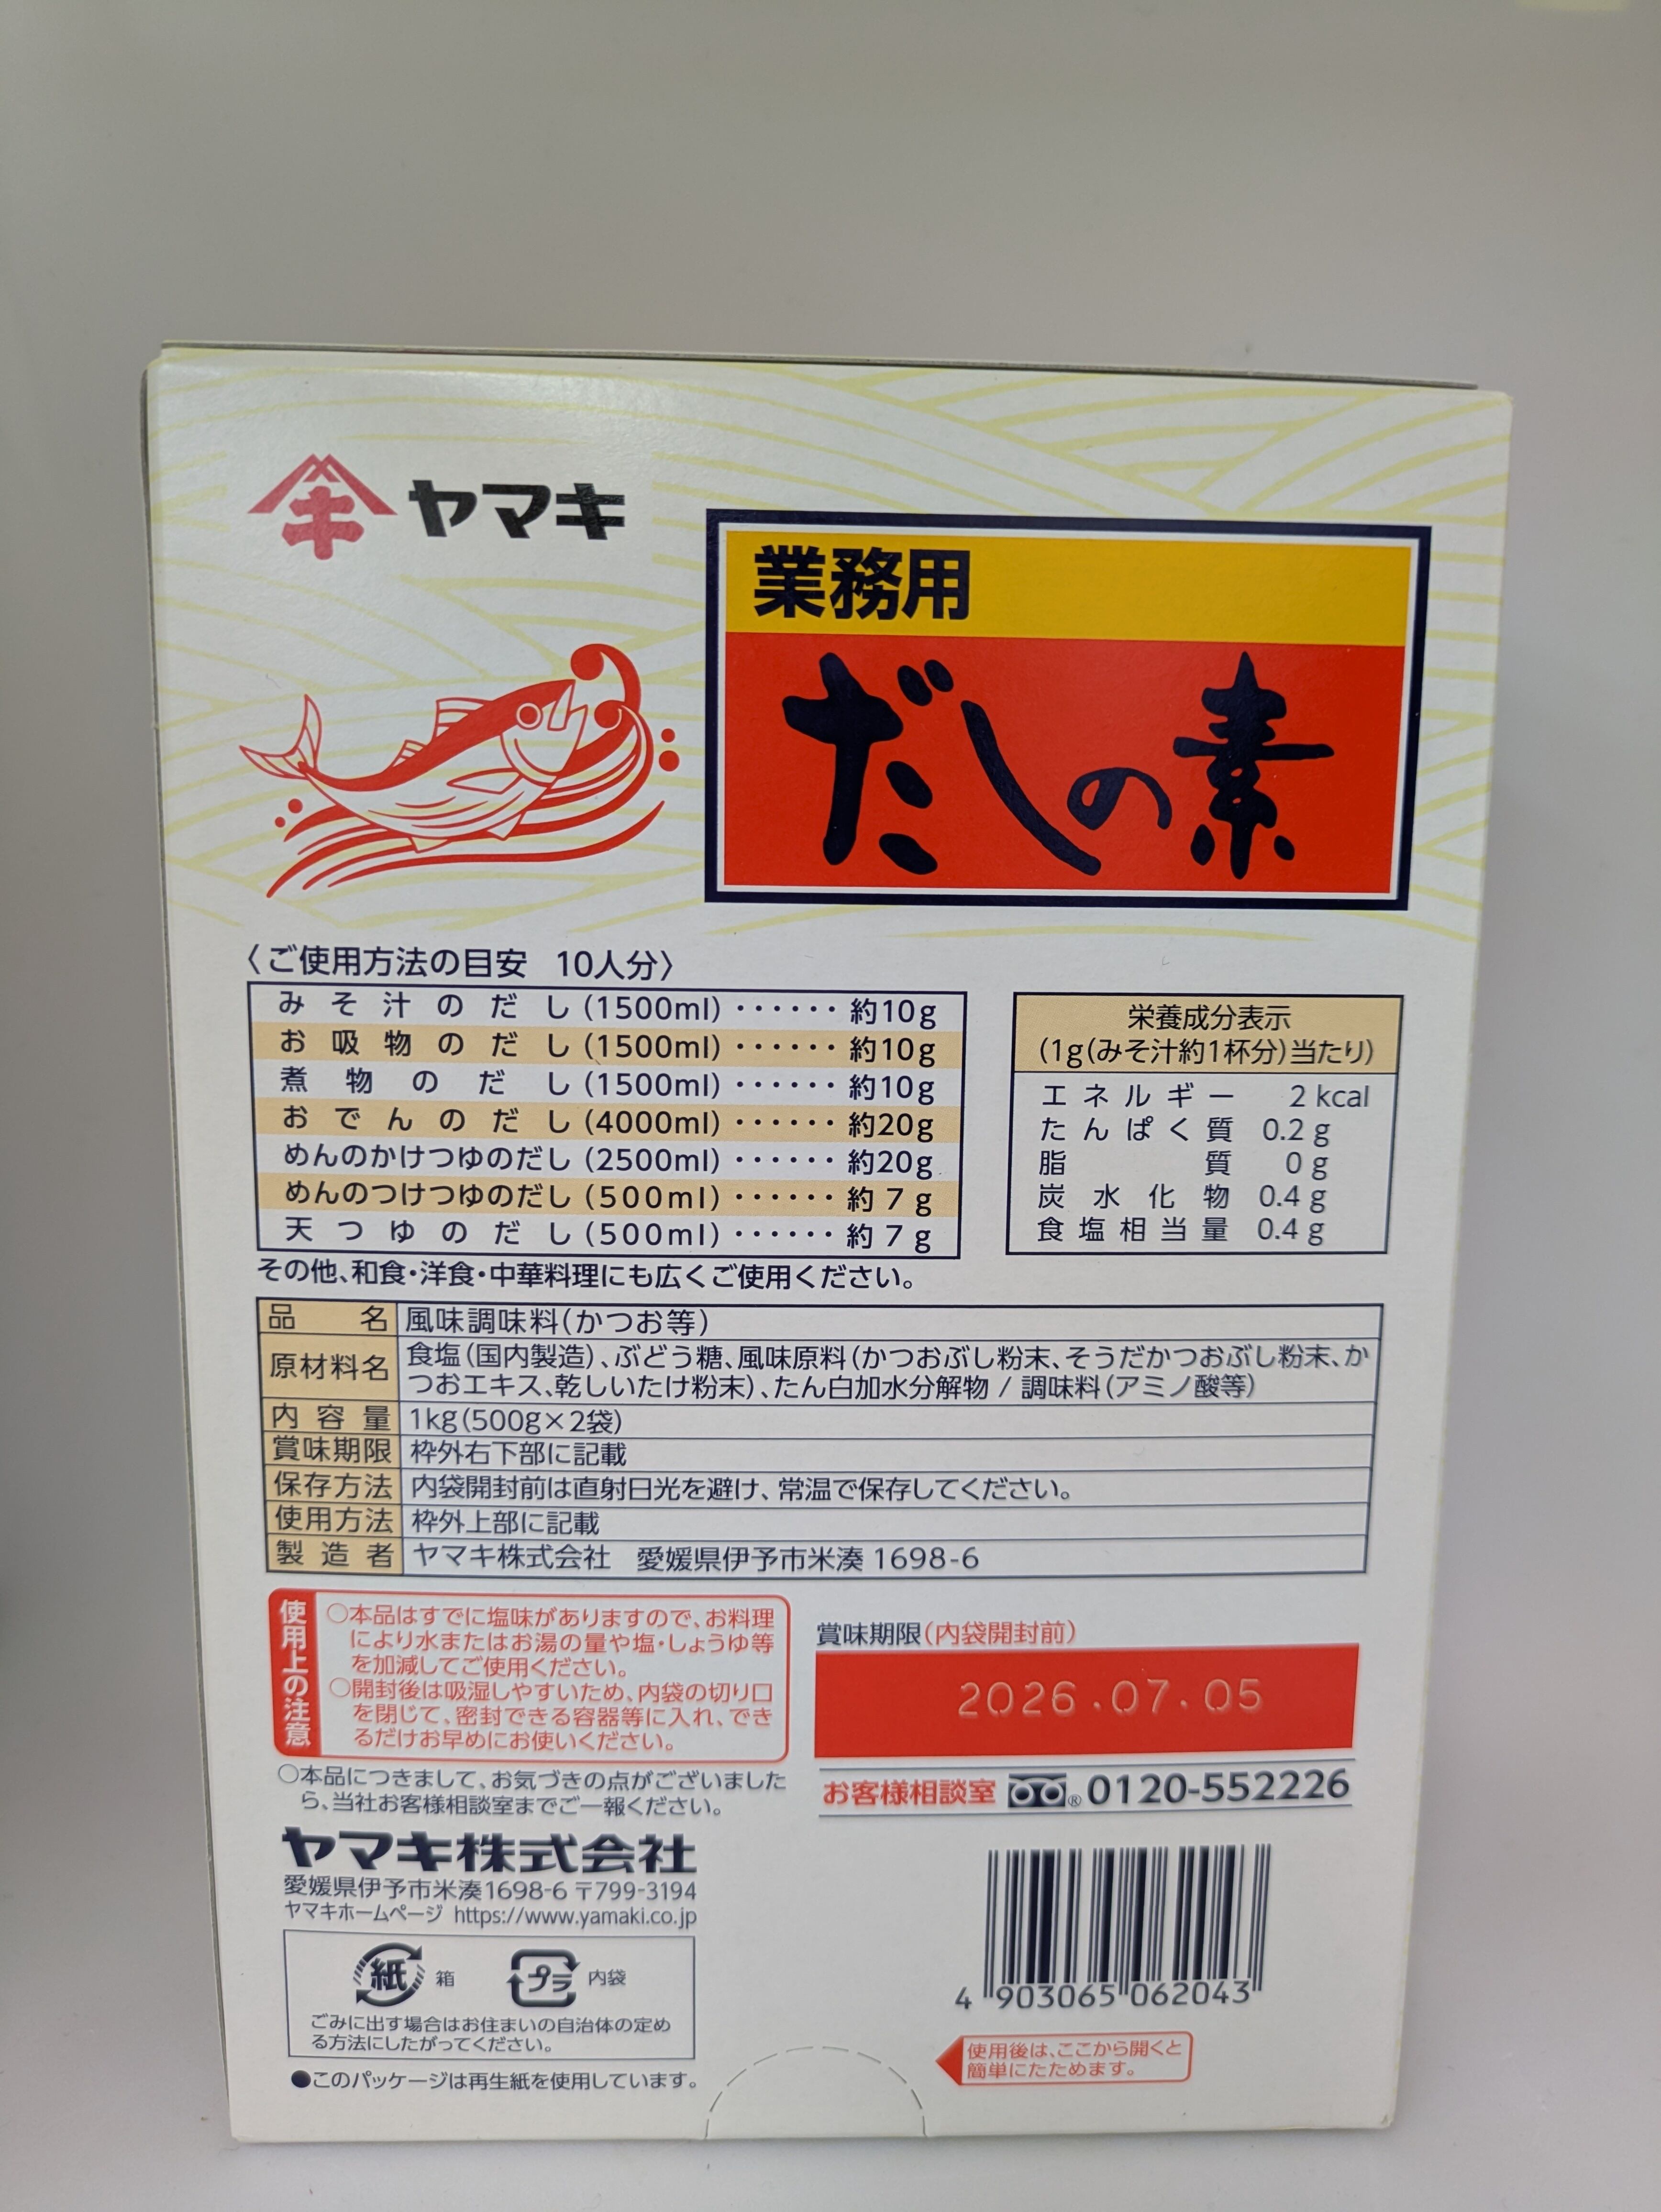 キ ヤマキ
業務用
だしの素
〈ご使用方法の目安 10人分〉
みそ汁のだし(1500ml)······約10g
お吸物のだし(1500ml)······約10g
煮物のだし(1500ml)······約10g
おでんのだし(4000ml)······約20g
めんのかけつゆのだし(2500ml)······約20g
めんのつけつゆのだし(500ml)······約7g
天つゆのだし(500ml)······約7g
その他、和食・洋食・中華料理にも広くご使用ください。
栄養成分表示
(1g(みそ汁約1杯分)当たり)
エネルギー 2 kcal
たんぱく質 0.2 g
脂質 0 g
炭水化物 0.4 g
食塩相当量 0.4 g
品名 風味調味料(かつお等)
原材料名 食塩(国内製造)、ぶどう糖、風味原料(かつおぶし粉末、そうだかつおぶし粉末、か
つおエキス、乾しいたけ粉末)、たん白加水分解物 / 調味料(アミノ酸等)
内容量 1kg(500g×2袋)
賞味期限 枠外右下部に記載
保存方法 内袋開封前は直射日光を避け、常温で保存してください。
使用方法 枠外上部に記載
製造者 ヤマキ株式会社 愛媛県伊予市米湊 1698-6
使用上の注意
○本品はすでに塩味がありますので、お料理
により水またはお湯の量や塩・しょうゆ等
を加減してご使用ください。
○開封後は吸湿しやすいため、内袋の切り口
を閉じて、密封できる容器等に入れ、でき
るだけお早めにお使いください。
○本品につきまして、お気づきの点がございました
ら、当社お客様相談室までご一報ください。
ヤマキ株式会社
愛媛県伊予市米湊1698-6 〒799-3194
ヤマキホームページ https://www.yamaki.co.jp
紙 箱 プラ 内袋
ごみに出す場合はお住まいの自治体の定め
る方法にしたがってください。
●このパッケージは再生紙を使用しています。
賞味期限(内袋開封前)
2026.07.05
お客様相談室 ® 0120-552226
4 903065 062043
使用後は、ここから開くと
簡単にたためます。